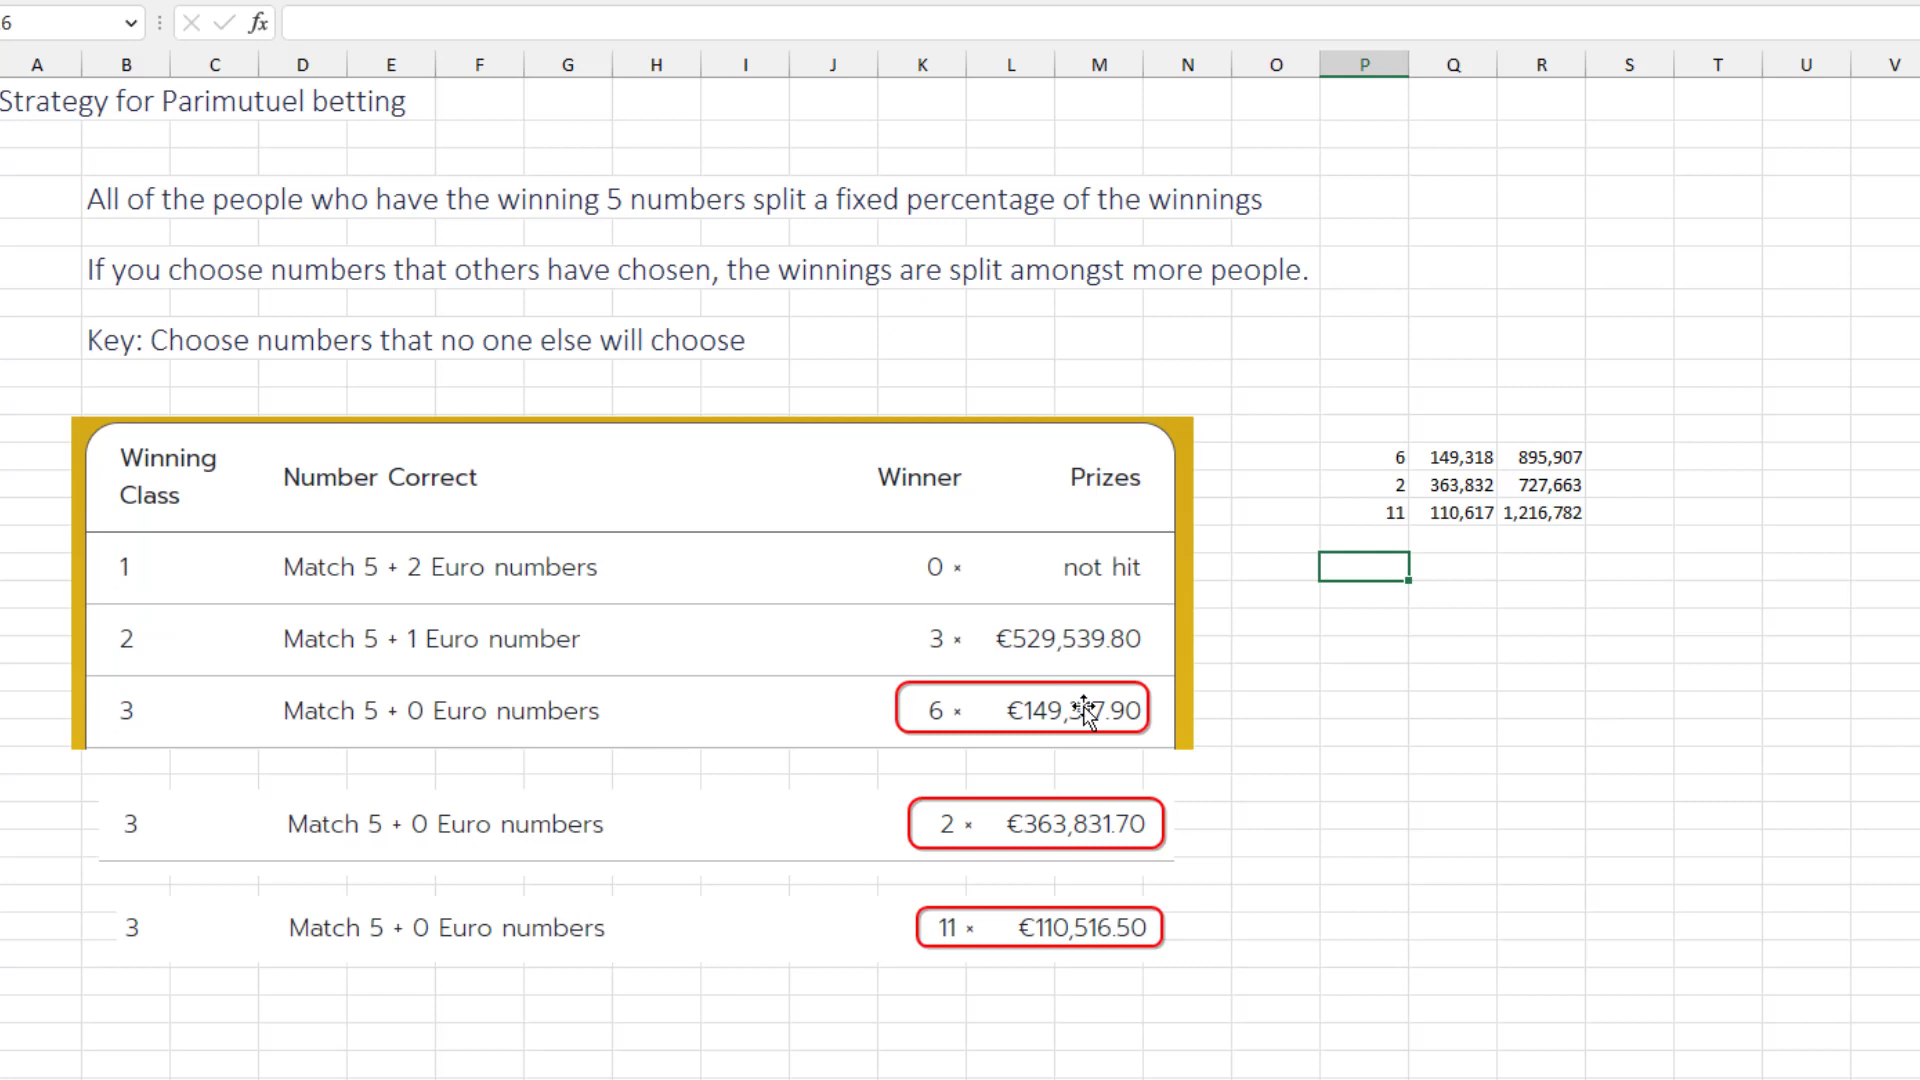 6
fx
A B C D E F G H I J K L M N O P Q R S T U V
Strategy for Parimutuel betting
All of the people who have the winning 5 numbers split a fixed percentage of the winnings
If you choose numbers that others have chosen, the winnings are split amongst more people.
Key: Choose numbers that no one else will choose
Winning Class Number Correct Winner Prizes
1 Match 5 + 2 Euro numbers 0 × not hit
2 Match 5 + 1 Euro number 3 × €529,539.80
3 Match 5 + 0 Euro numbers 6 ×
3 Match 5 + 0 Euro numbers 2 × €363,831.70
3 Match 5 + 0 Euro numbers 11 × €110,516.50
6 149,318 895,907
2 363,832 727,663
11 110,617 1,216,782